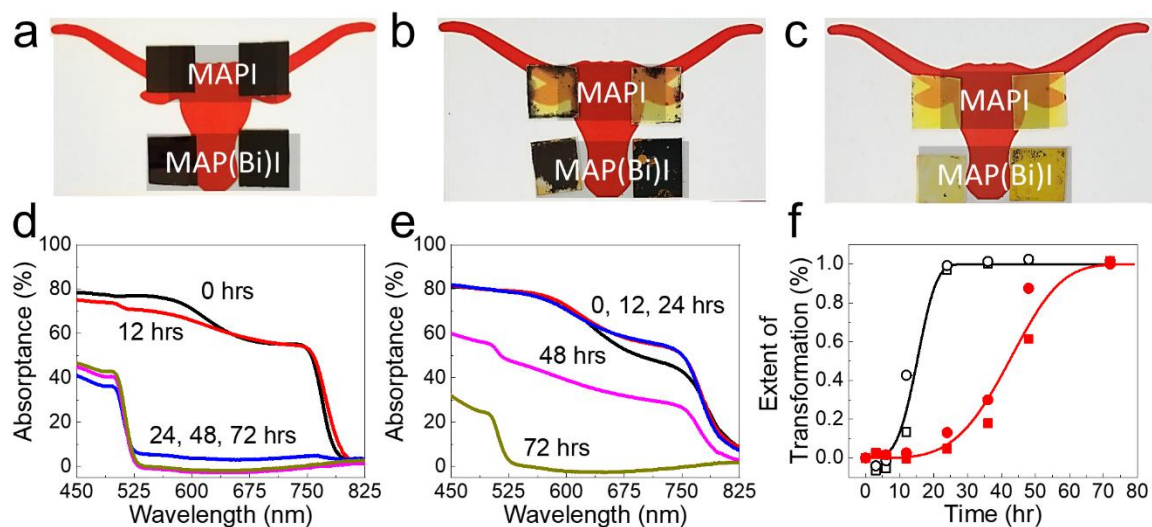 a
MAPI
MAP(Bi)I
b
MAPI
MAP(Bi)I
c
MAPI
MAP(Bi)I
d
100
80
60
40
20
0
Absorptance (%)
0 hrs
12 hrs
24, 48, 72 hrs
450 525 600 675 750 825
Wavelength (nm)
e
100
80
60
40
20
0
Absorptance (%)
0, 12, 24 hrs
48 hrs
72 hrs
450 525 600 675 750 825
Wavelength (nm)
f
1.0
0.8
0.6
0.4
0.2
0.0
Extent of
Transformation (%)
0 10 20 30 40 50 60 70 80
Time (hr)